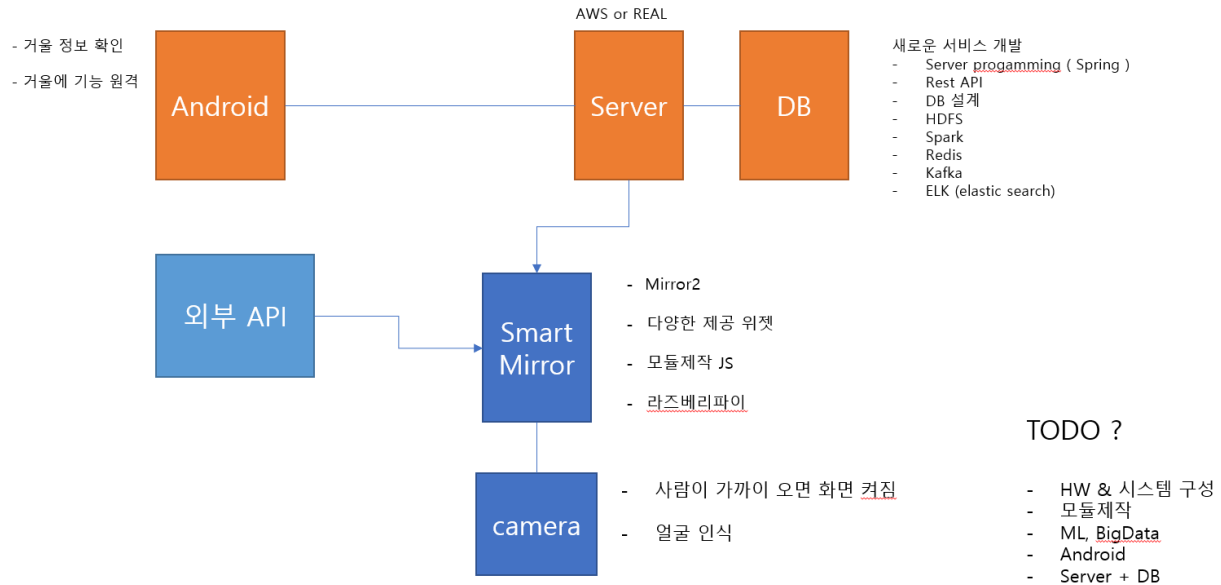 AWS or REAL
- 거울 정보 확인
- 거울에 기능 원격
Android
Server
DB
새로운 서비스 개발
- Server progamming ( Spring )
- Rest API
- DB 설계
- HDFS
- Spark
- Redis
- Kafka
- ELK (elastic search)
외부 API
Smart
Mirror
- Mirror2
- 다양한 제공 위젯
- 모듈제작 JS
- 라즈베리파이
camera
- 사람이 가까이 오면 화면 켜짐
- 얼굴 인식
TODO ?
- HW & 시스템 구성
- 모듈제작
- ML, BigData
- Android
- Server + DB